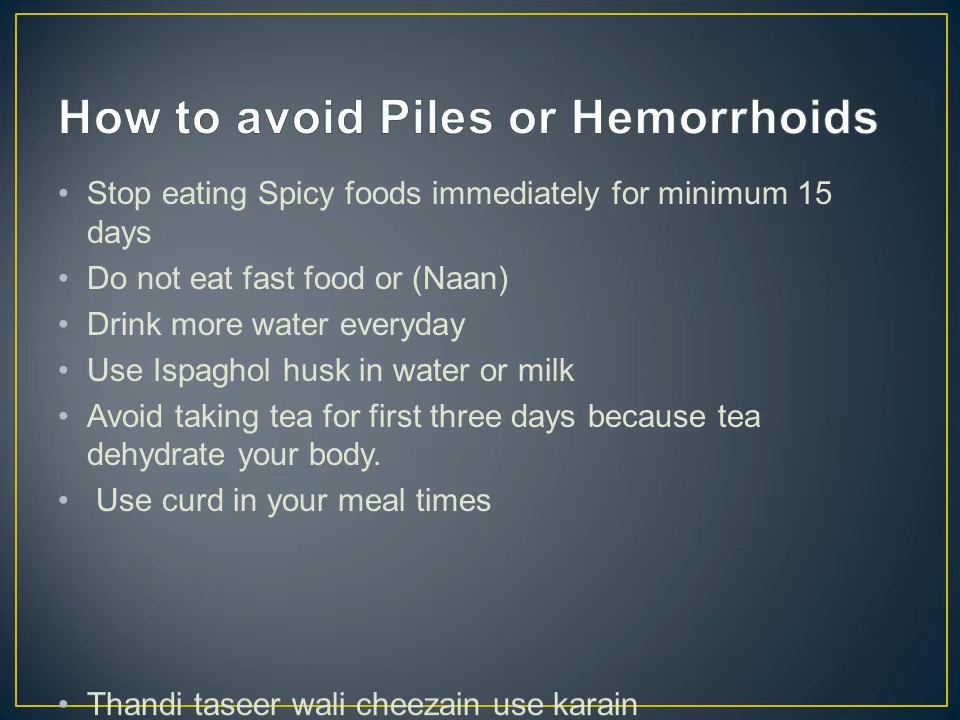 How to avoid Piles or Hemorrhoids
• Stop eating Spicy foods immediately for minimum 15
days
• Do not eat fast food or (Naan)
• Drink more water everyday
• Use Ispaghol husk in water or milk
• Avoid taking tea for first three days because tea
dehydrate your body.
• Use curd in your meal times
• Thandi taseer wali cheezain use karain